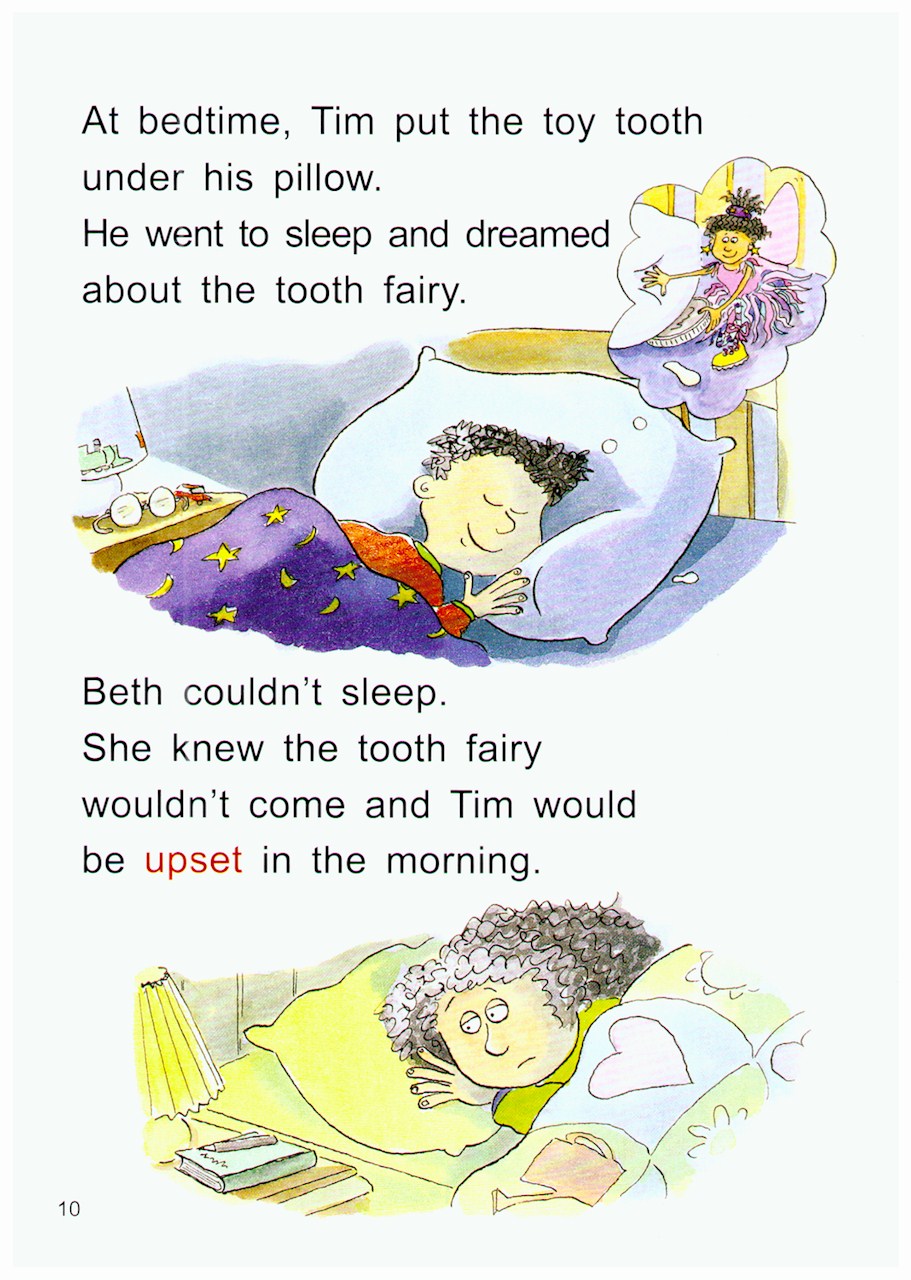 At bedtime, Tim put the toy tooth
under his pillow.
He went to sleep and dreamed
about the tooth fairy.
Beth couldn't sleep.
She knew the tooth fairy
wouldn't come and Tim would
be upset in the morning.
10